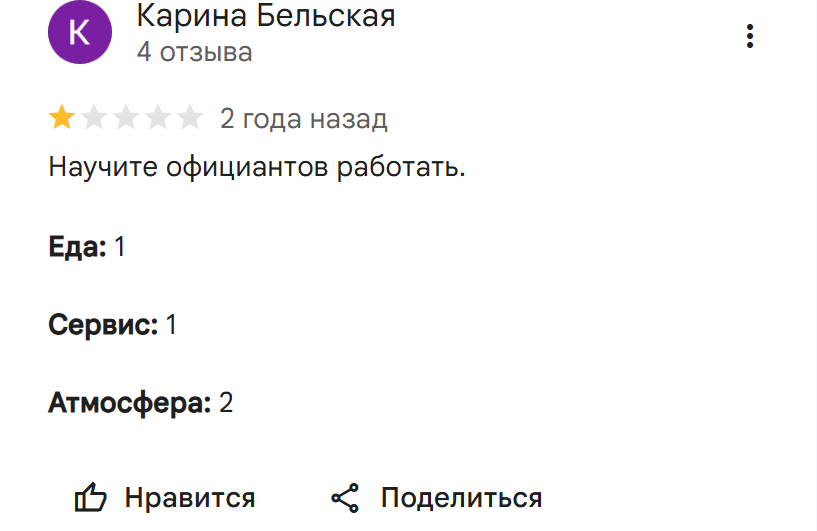 К
Карина Бельская
4 отзыва
2 года назад
Научите официантов работать.
Еда: 1
Сервис: 1
Атмосфера: 2
Нравится Поделиться